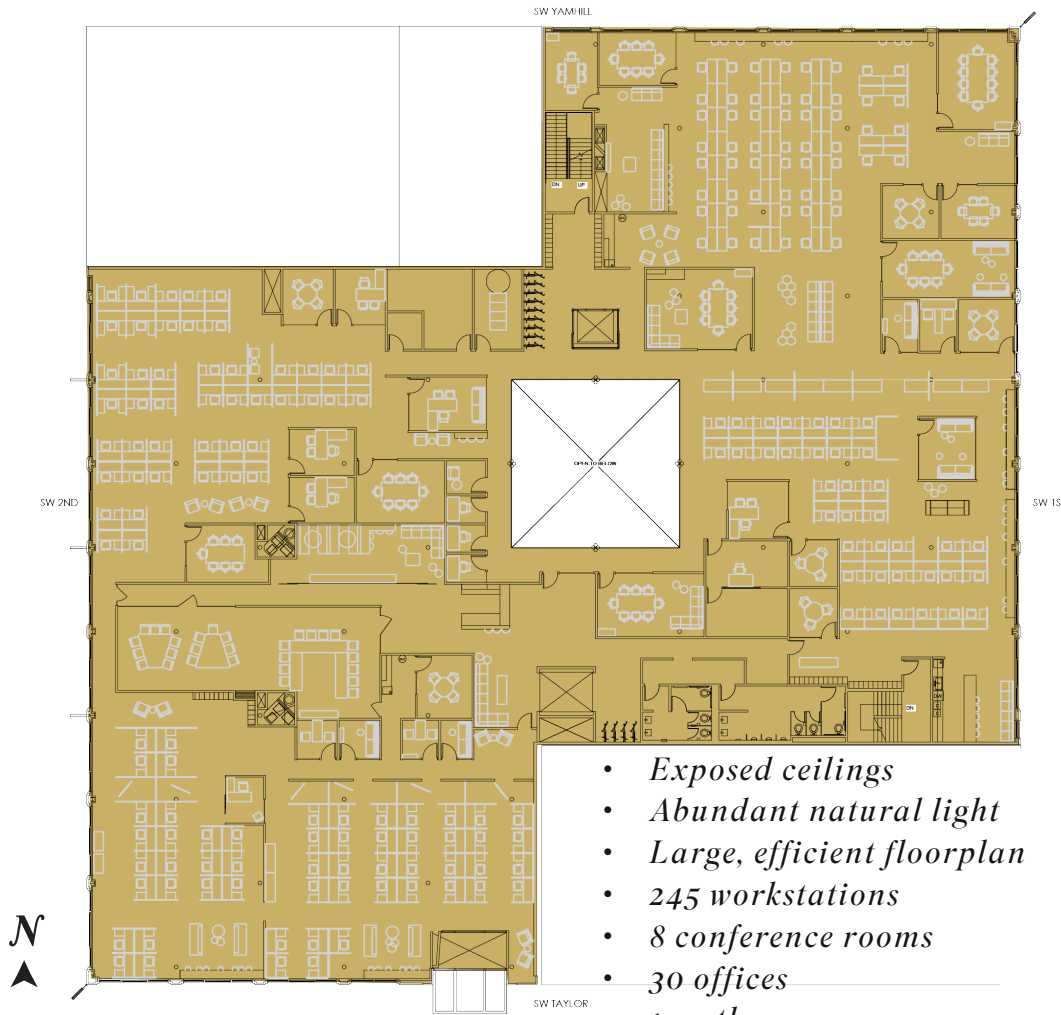 SW YAMHILL
DN
UP
OPEN TO BELOW
SW 2ND
SW 1S
DN
DW
• Exposed ceilings
• Abundant natural light
• Large, efficient floorplan
• 245 workstations
• 8 conference rooms
• 30 offices
N
SW TAYLOR